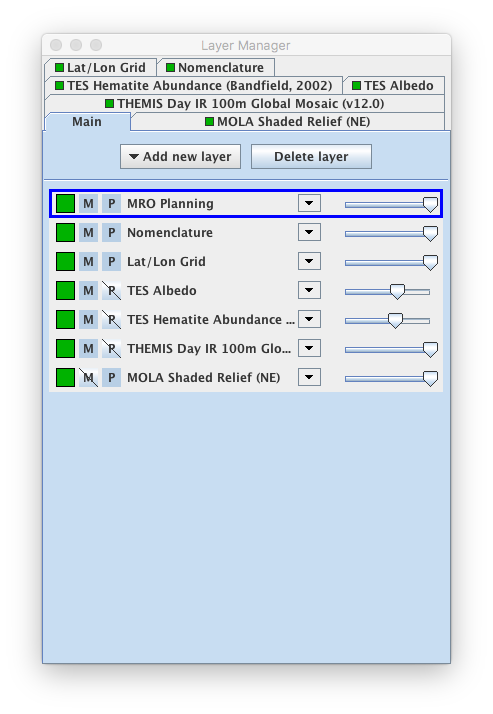 Layer Manager
Lat/Lon Grid Nomenclature
TES Hematite Abundance (Bandfield, 2002) TES Albedo
THEMIS Day IR 100m Global Mosaic (v12.0)
Main MOLA Shaded Relief (NE)
Add new layer Delete layer
M P MRO Planning
M P Nomenclature
M P Lat/Lon Grid
M P TES Albedo
M P TES Hematite Abundance ...
M P THEMIS Day IR 100m Glo...
M P MOLA Shaded Relief (NE)